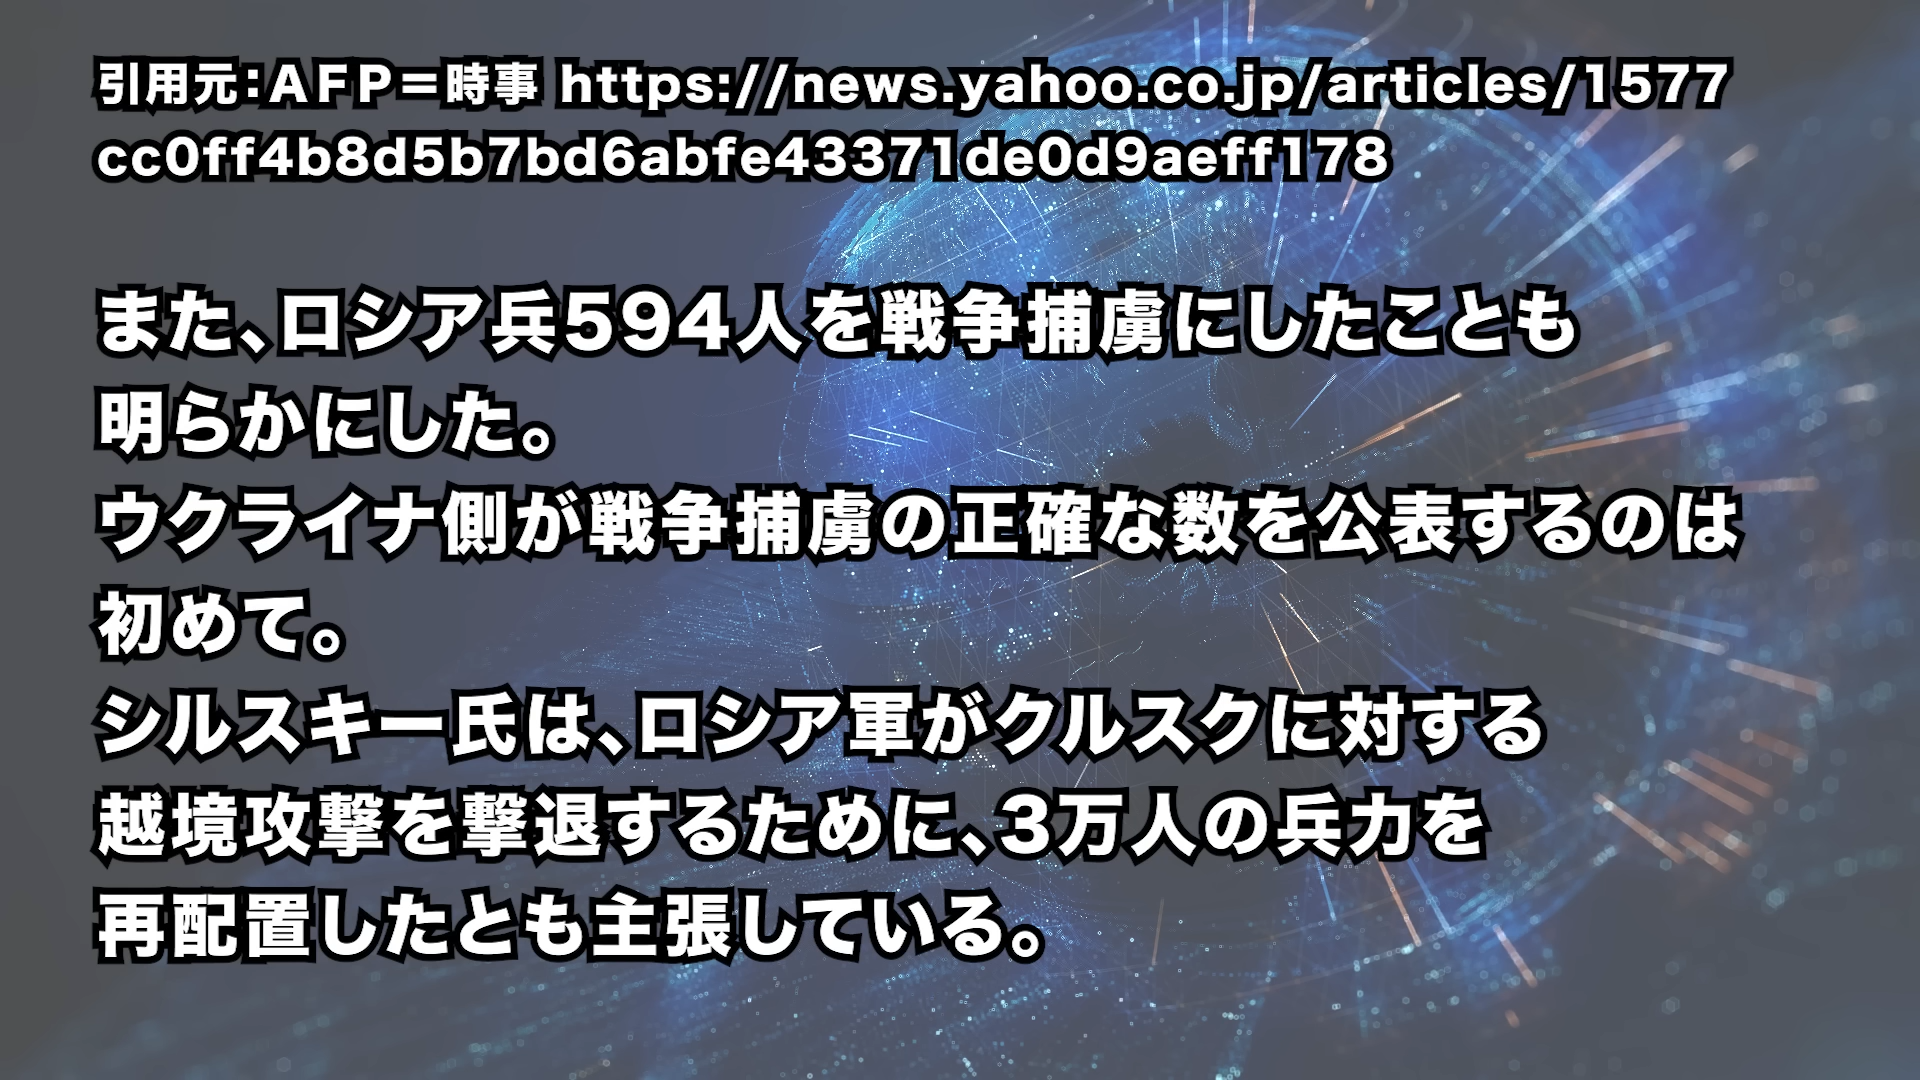 引用元：ＡＦＰ＝時事 https://news.yahoo.co.jp/articles/1577
cc0ff4b8d5b7bd6abfe43371de0d9aeff178
また、ロシア兵594人を戦争捕虜にしたことも
明らかにした。
ウクライナ側が戦争捕虜の正確な数を公表するのは
初めて。
シルスキー氏は、ロシア軍がクルスクに対する
越境攻撃を撃退するために、3万人の兵力を
再配置したとも主張している。